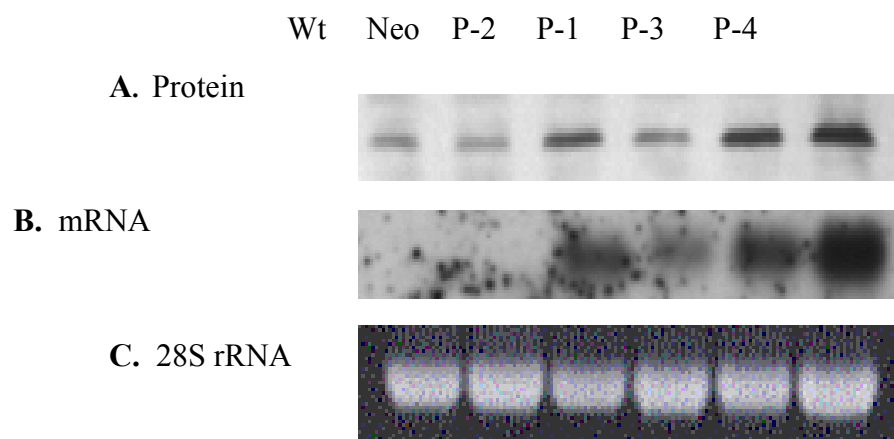 Wt Neo P-2 P-1 P-3 P-4
A. Protein
B. mRNA
C. 28S rRNA